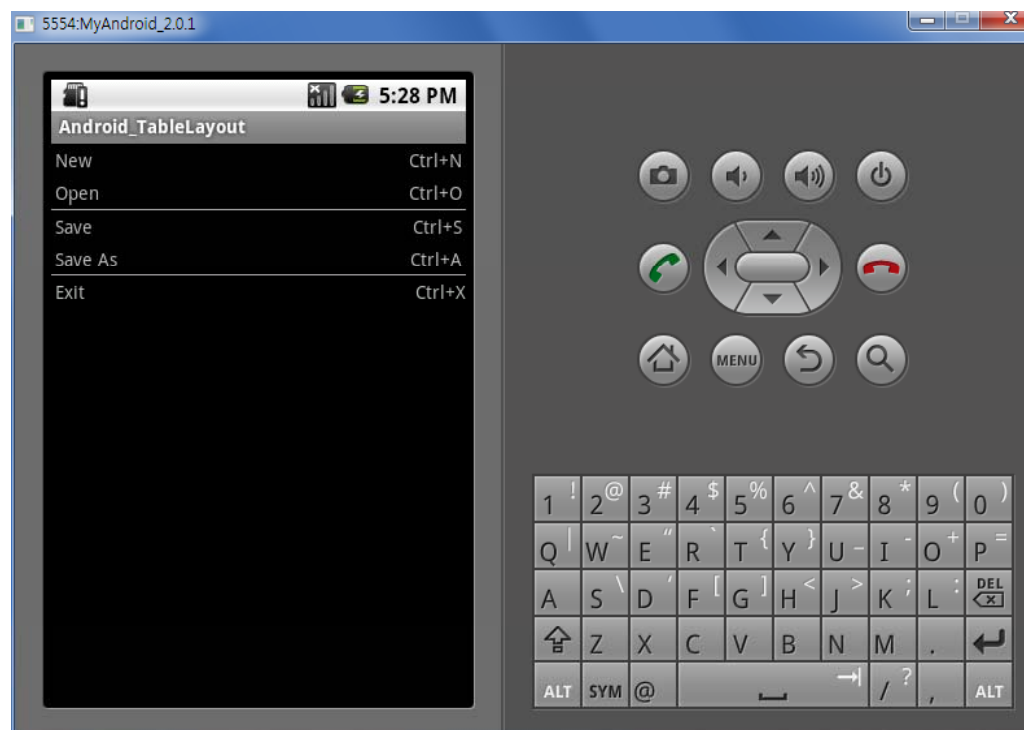 5554:MyAndroid_2.0.1
5:28 PM
Android_TableLayout
New Ctrl+N
Open Ctrl+O
Save Ctrl+S
Save As Ctrl+A
Exit Ctrl+X
MENU
1 ! 2 @ 3 # 4 $ 5 % 6 ^ 7 & 8 * 9 ( 0 )
Q | W ~ E " R ` T { Y } U _ I - O + P =
A S \ D ' F [ G ] H < J > K ; L : DEL
Z X C V B N M .
ALT SYM @ / ? , ALT